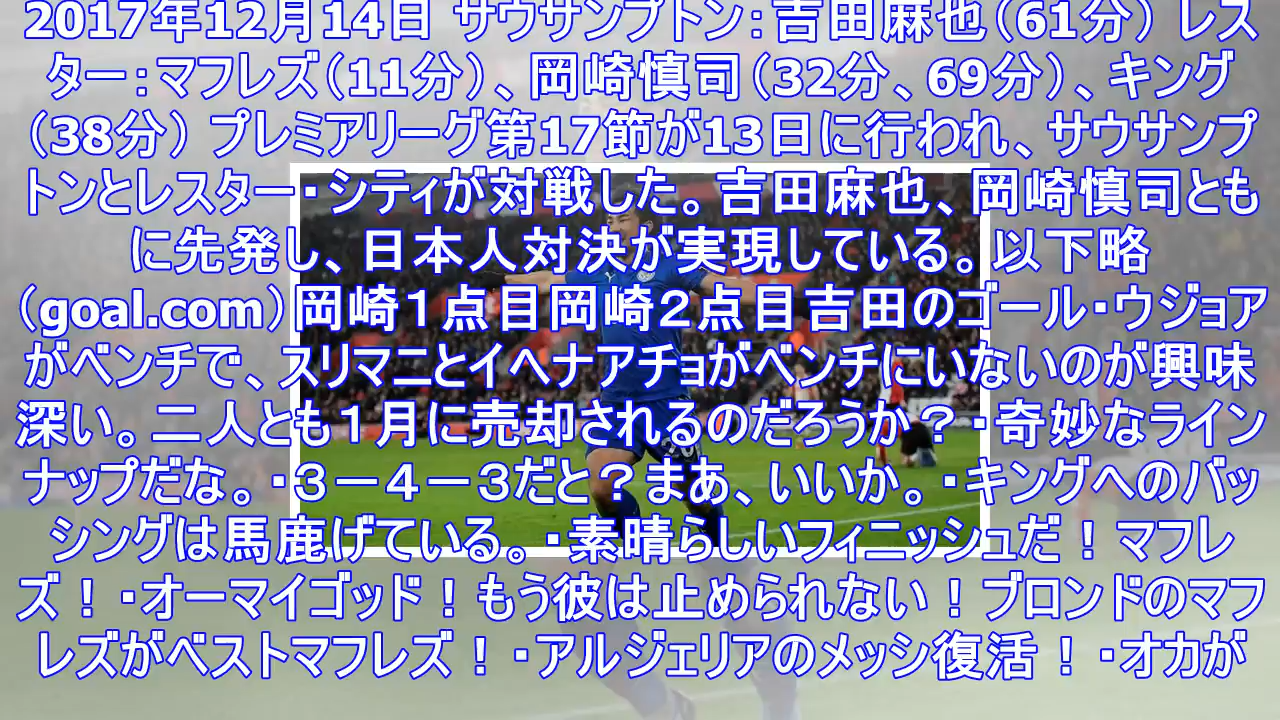 2017年12月14日 サウサンプトン：吉田麻也（61分） レス
ター：マフレズ（11分）、岡崎慎司（32分、69分）、キング
（38分） プレミアリーグ第17節が13日に行われ、サウサンプ
トンとレスター・シティが対戦した。吉田麻也、岡崎慎司とも
に先発し、日本人対決が実現している。以下略
（goal.com）岡崎１点目岡崎２点目吉田のゴール・ウジョア
がベンチで、スリマニとイヘナアチョがベンチにいないのが興味
深い。二人とも１月に売却されるのだろうか？・奇妙なライン
ナップだな。・３－４－３だと？まあ、いいか。・キングへのバッ
シングは馬鹿げている。・素晴らしいフィニッシュだ！マフレ
ズ！・オーマイゴッド！もう彼は止められない！ブロンドのマフ
レズがベストマフレズ！・アルジェリアのメッシ復活！・オカが